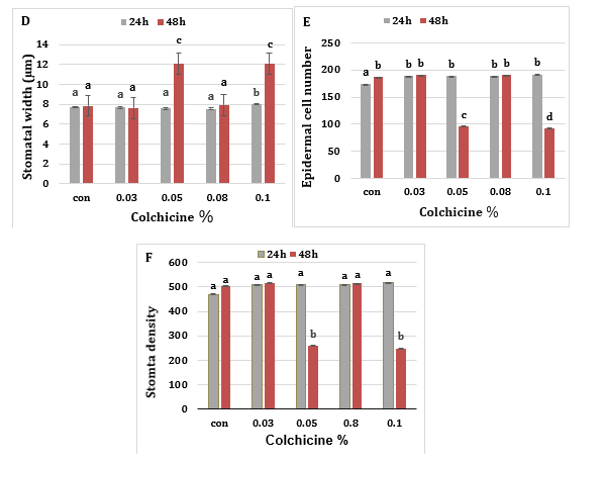 D
24h 48h
Stomatal width (µm)
14
12
10
8
6
4
2
0
a a a a a c a a b c
con 0.03 0.05 0.08 0.1
Colchicine %
E
24h 48h
Epidermal cell number
250
200
150
100
50
0
a b b b b c b b b d
con 0.03 0.05 0.08 0.1
Colchicine %
F
24h 48h
Stomta density
600
500
400
300
200
100
0
a a a a a b a a a b
con 0.03 0.05 0.8 0.1
Colchicine %